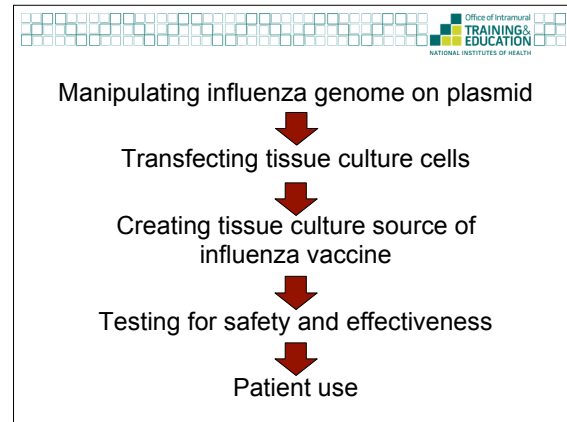 Office of Intramural
TRAINING&
EDUCATION
NATIONAL INSTITUTES OF HEALTH
Manipulating influenza genome on plasmid
Transfecting tissue culture cells
Creating tissue culture source of
influenza vaccine
Testing for safety and effectiveness
Patient use